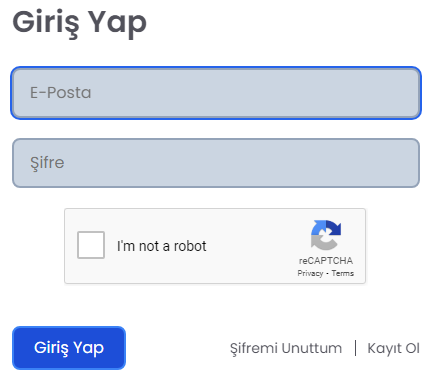 Giriş Yap
E-Posta
Şifre
I'm not a robot
reCAPTCHA
Privacy - Terms
Giriş Yap
Şifremi Unuttum | Kayıt Ol